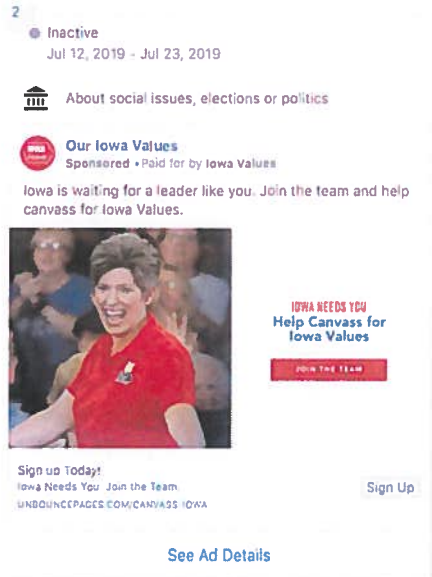 2
Inactive
Jul 12, 2019 - Jul 23, 2019
About social issues, elections or politics
Our Iowa Values
Sponsored • Paid for by Iowa Values
Iowa is waiting for a leader like you. Join the team and help
canvass for Iowa Values.
IOWA NEEDS YOU
Help Canvass for
Iowa Values
JOIN THE TEAM
Sign up Today!
Iowa Needs You. Join the Team.
UNBOUNCEPAGES.COM/CANVASS-IOWA
Sign Up
See Ad Details